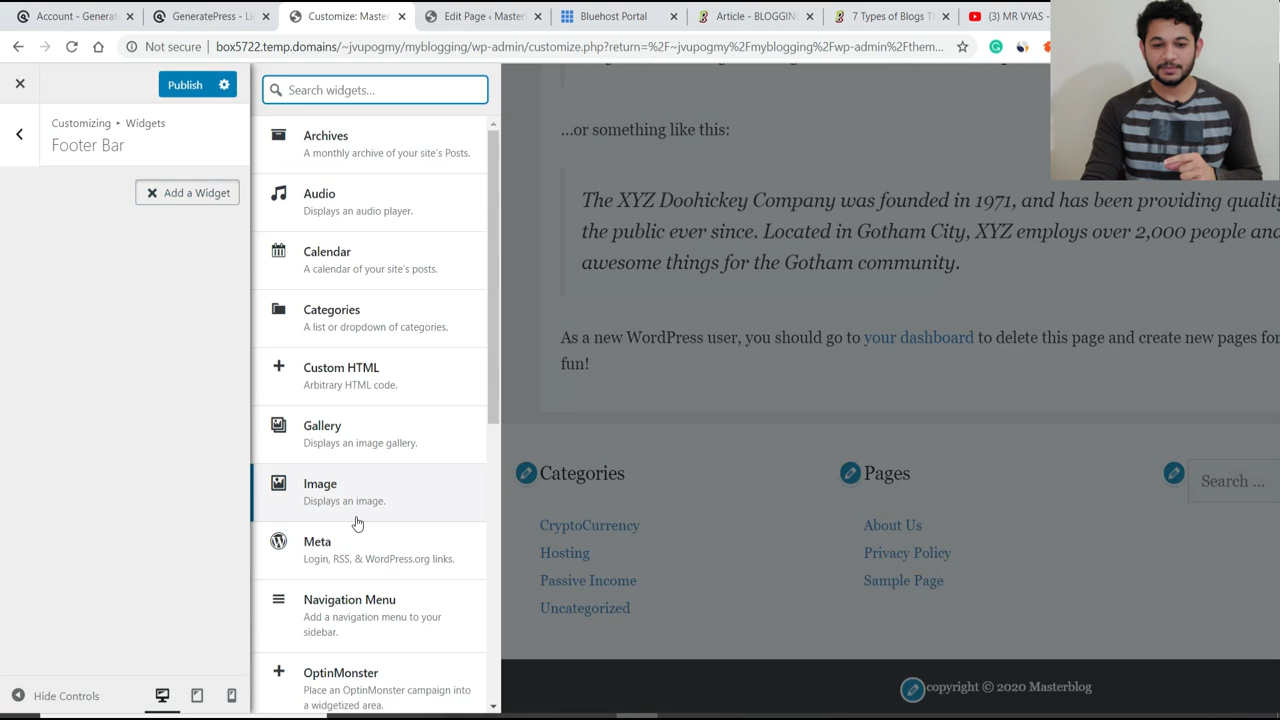 Account - Generat
GeneratePress - Li
Customize: Master
Edit Page ‹ Master
Bluehost Portal
Article - BLOGGING
7 Types of Blogs Th
(3) MR VYAS -
Not secure
box5722.temp.domains/~jvupogmy/myblogging/wp-admin/customize.php?return=%2F~jvupogmy%2Fmyblogging%2Fwp-admin%2Fthem...
Publish
Customizing ▸ Widgets
Footer Bar
Add a Widget
Search widgets...
Archives
A monthly archive of your site's Posts.
Audio
Displays an audio player.
Calendar
A calendar of your site's posts.
Categories
A list or dropdown of categories.
Custom HTML
Arbitrary HTML code.
Gallery
Displays an image gallery.
Image
Displays an image.
Meta
Login, RSS, & WordPress.org links.
Navigation Menu
Add a navigation menu to your
sidebar.
OptinMonster
Place an OptinMonster campaign into
a widgetized area.
Hide Controls
...or something like this:
The XYZ Doohickey Company was founded in 1971, and has been providing quality
the public ever since. Located in Gotham City, XYZ employs over 2,000 people and
awesome things for the Gotham community.
As a new WordPress user, you should go to your dashboard to delete this page and create new pages for
fun!
Categories
CryptoCurrency
Hosting
Passive Income
Uncategorized
Pages
About Us
Privacy Policy
Sample Page
Search ...
copyright © 2020 Masterblog